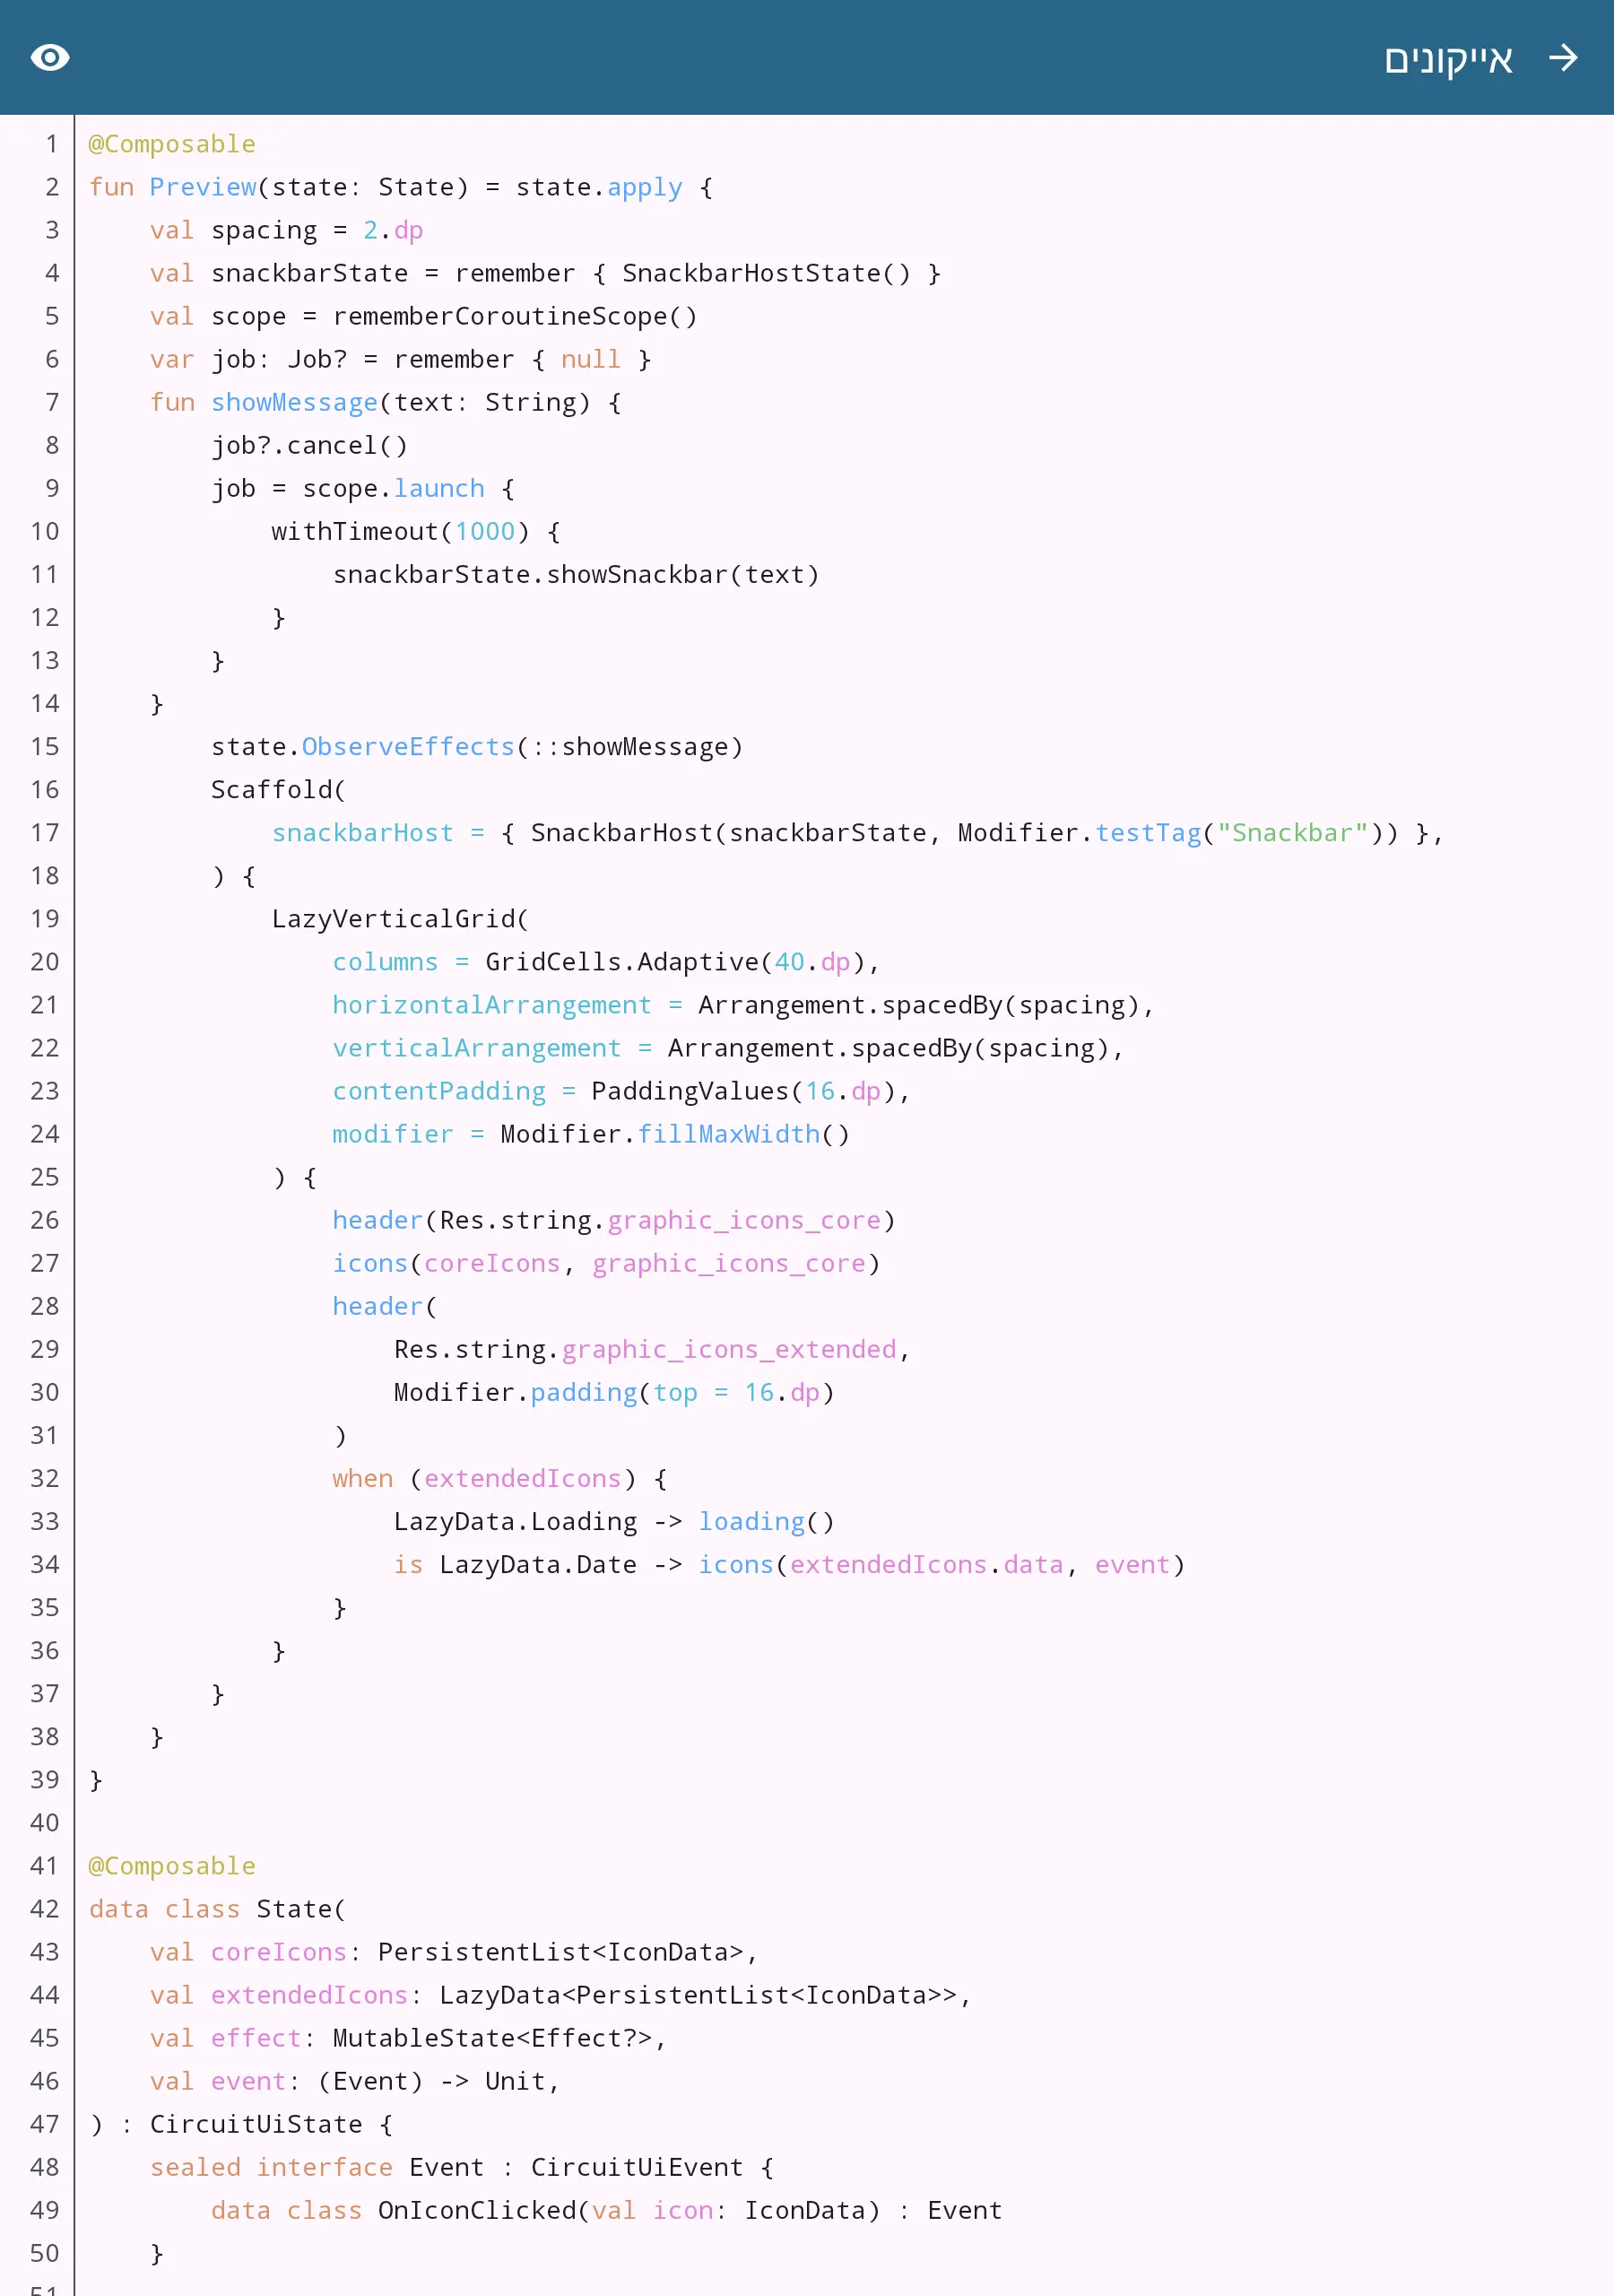 אייקונים
1 @Composable
2 fun Preview(state: State) = state.apply {
3     val spacing = 2.dp
4     val snackbarState = remember { SnackbarHostState() }
5     val scope = rememberCoroutineScope()
6     var job: Job? = remember { null }
7     fun showMessage(text: String) {
8         job?.cancel()
9         job = scope.launch {
10             withTimeout(1000) {
11                 snackbarState.showSnackbar(text)
12             }
13         }
14     }
15         state.ObserveEffects(::showMessage)
16         Scaffold(
17             snackbarHost = { SnackbarHost(snackbarState, Modifier.testTag("Snackbar")) },
18         ) {
19             LazyVerticalGrid(
20                 columns = GridCells.Adaptive(40.dp),
21                 horizontalArrangement = Arrangement.spacedBy(spacing),
22                 verticalArrangement = Arrangement.spacedBy(spacing),
23                 contentPadding = PaddingValues(16.dp),
24                 modifier = Modifier.fillMaxWidth()
25             ) {
26                 header(Res.string.graphic_icons_core)
27                 icons(coreIcons, graphic_icons_core)
28                 header(
29                     Res.string.graphic_icons_extended,
30                     Modifier.padding(top = 16.dp)
31                 )
32                 when (extendedIcons) {
33                     LazyData.Loading -> loading()
34                     is LazyData.Date -> icons(extendedIcons.data, event)
35                 }
36             }
37         }
38     }
39 }
40
41 @Composable
42 data class State(
43     val coreIcons: PersistentList<IconData>,
44     val extendedIcons: LazyData<PersistentList<IconData>>,
45     val effect: MutableState<Effect?>,
46     val event: (Event) -> Unit,
47 ) : CircuitUiState {
48     sealed interface Event : CircuitUiEvent {
49         data class OnIconClicked(val icon: IconData) : Event
50     }
51